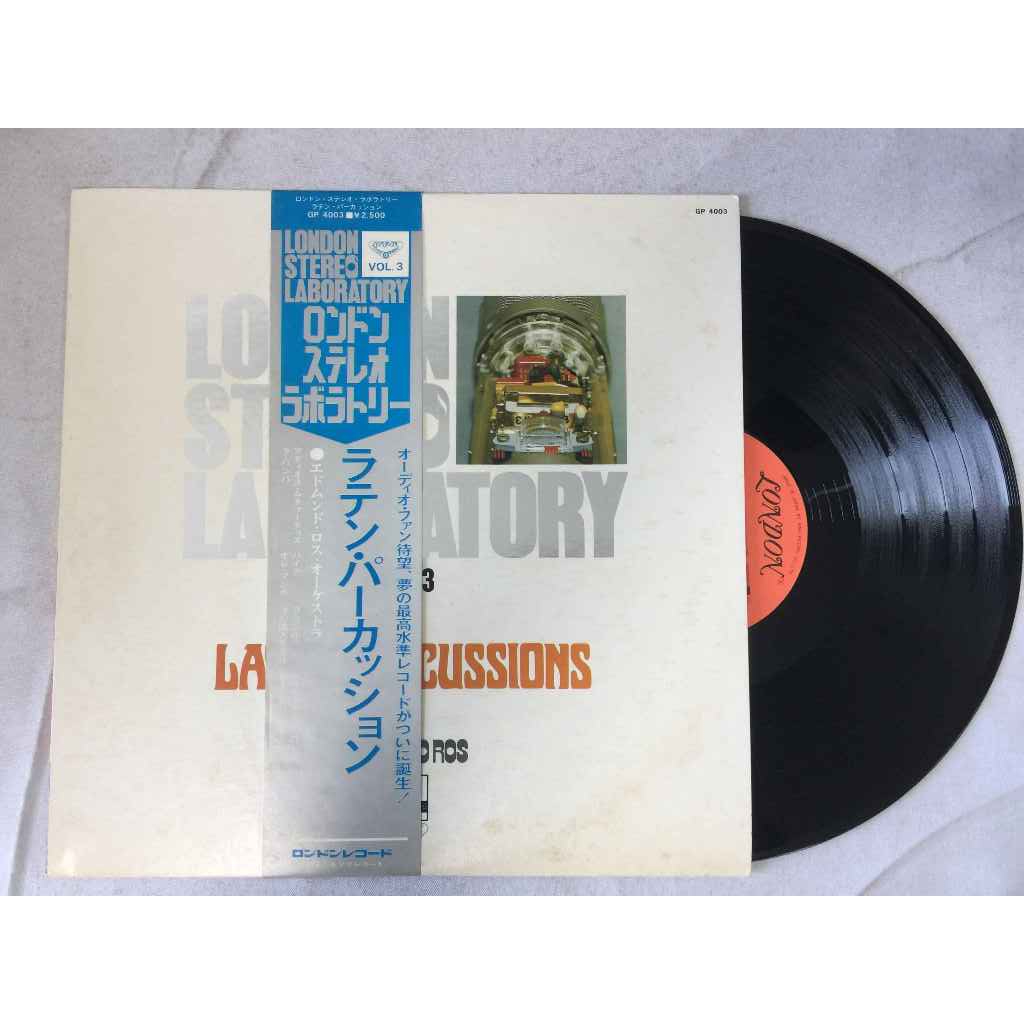 ロンドン・ステレオ・ラボラトリー
ラテン・パーカッション
GP 4003 ■ ¥2,500
LONDON
STEREO
LABORATORY
VOL. 3
ロンドン
ステレオ
ラボラトリー
オーディオ・ファン待望、夢の最高水準レコードがついに誕生!
ラテン・パーカッション
●エドムンド・ロス・オーケストラ
ロンドンレコード
GP 4003
LON N
ST O
LA ATORY
3
LA CUSSIONS
O ROS
LONDON